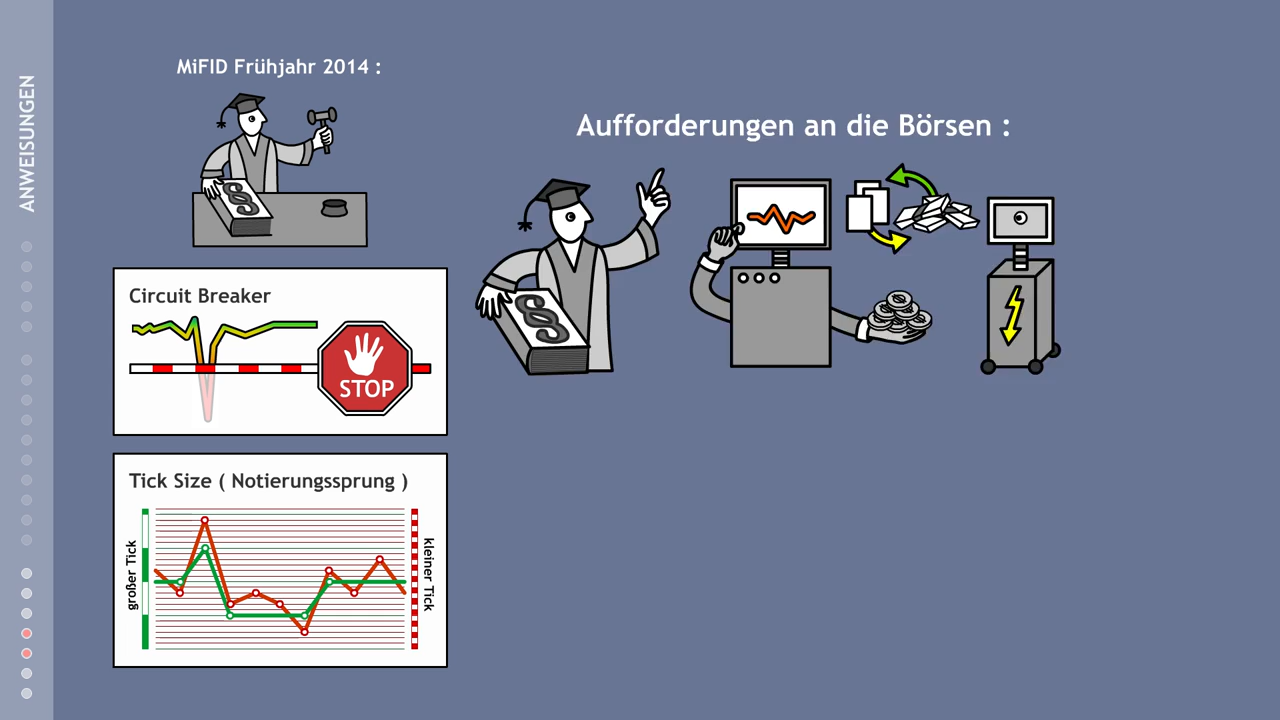 ANWEISUNGEN
MiFID Frühjahr 2014 :
Aufforderungen an die Börsen :
§
§
Circuit Breaker
STOP
Tick Size ( Notierungssprung )
großer Tick
kleiner Tick